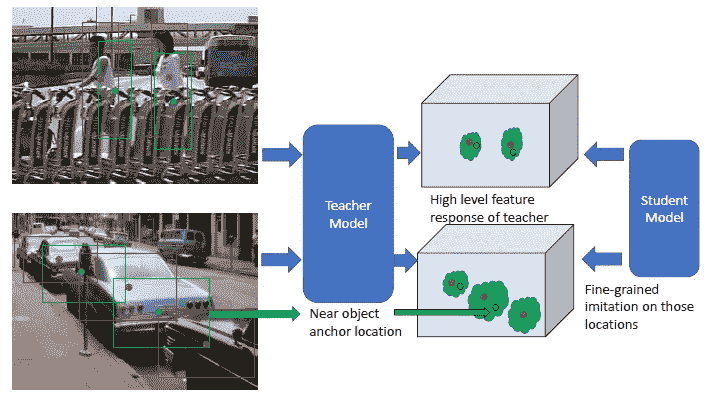 Teacher
Model
High level feature
response of teacher
Student
Model
Near object
anchor location
Fine-grained
imitation on those
locations